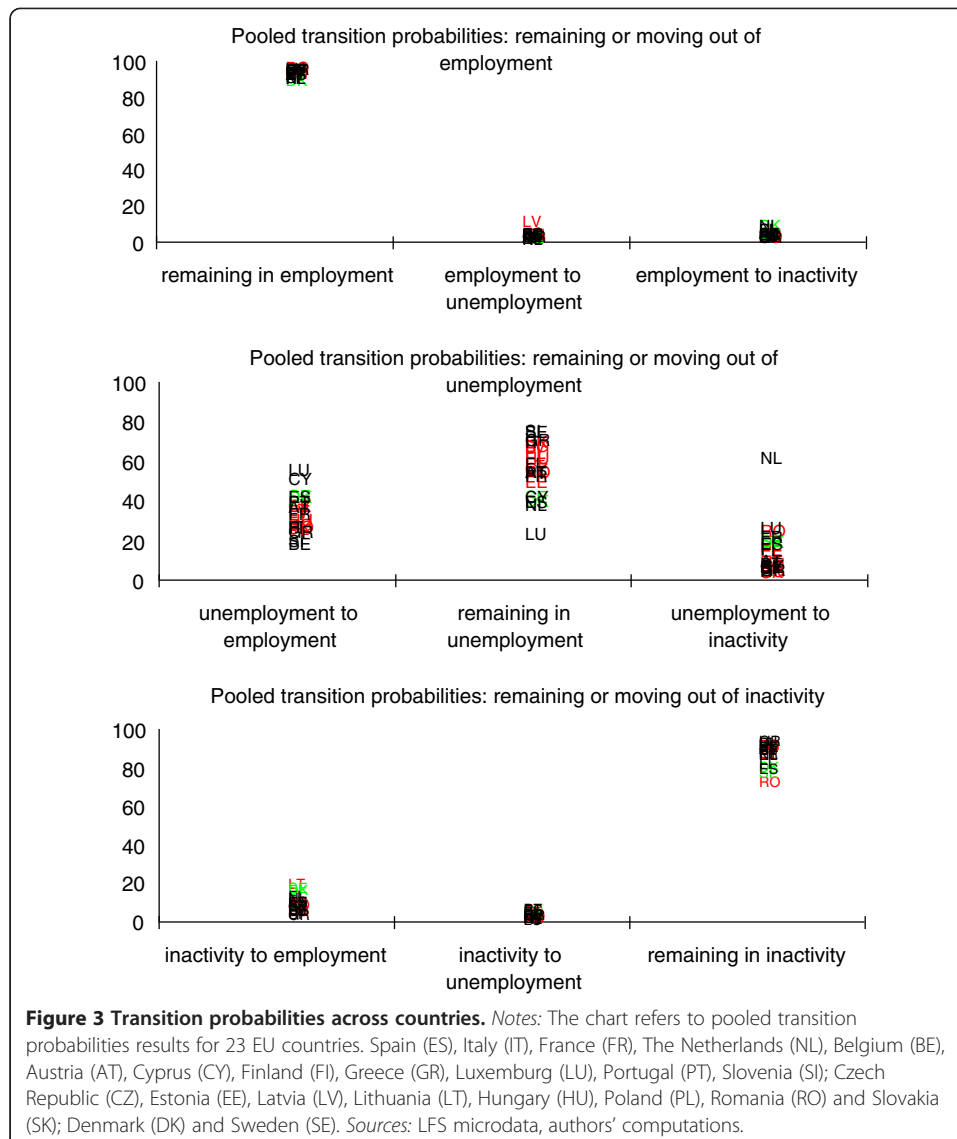 Pooled transition probabilities: remaining or moving out of
employment
100
80
60
40
20
0
LV
remaining in employment
employment to
unemployment
employment to inactivity
Pooled transition probabilities: remaining or moving out of
unemployment
100
80
60
40
20
0
LU
CY
BE
EE
NL
LU
NL
LU
unemployment to
employment
remaining in
unemployment
unemployment to
inactivity
Pooled transition probabilities: remaining or moving out of inactivity
100
80
60
40
20
0
LT
ES
RO
inactivity to employment
inactivity to
unemployment
remaining in inactivity
Figure 3 Transition probabilities across countries. Notes: The chart refers to pooled transition
probabilities results for 23 EU countries. Spain (ES), Italy (IT), France (FR), The Netherlands (NL), Belgium (BE),
Austria (AT), Cyprus (CY), Finland (FI), Greece (GR), Luxemburg (LU), Portugal (PT), Slovenia (SI); Czech
Republic (CZ), Estonia (EE), Latvia (LV), Lithuania (LT), Hungary (HU), Poland (PL), Romania (RO) and Slovakia
(SK); Denmark (DK) and Sweden (SE). Sources: LFS microdata, authors' computations.